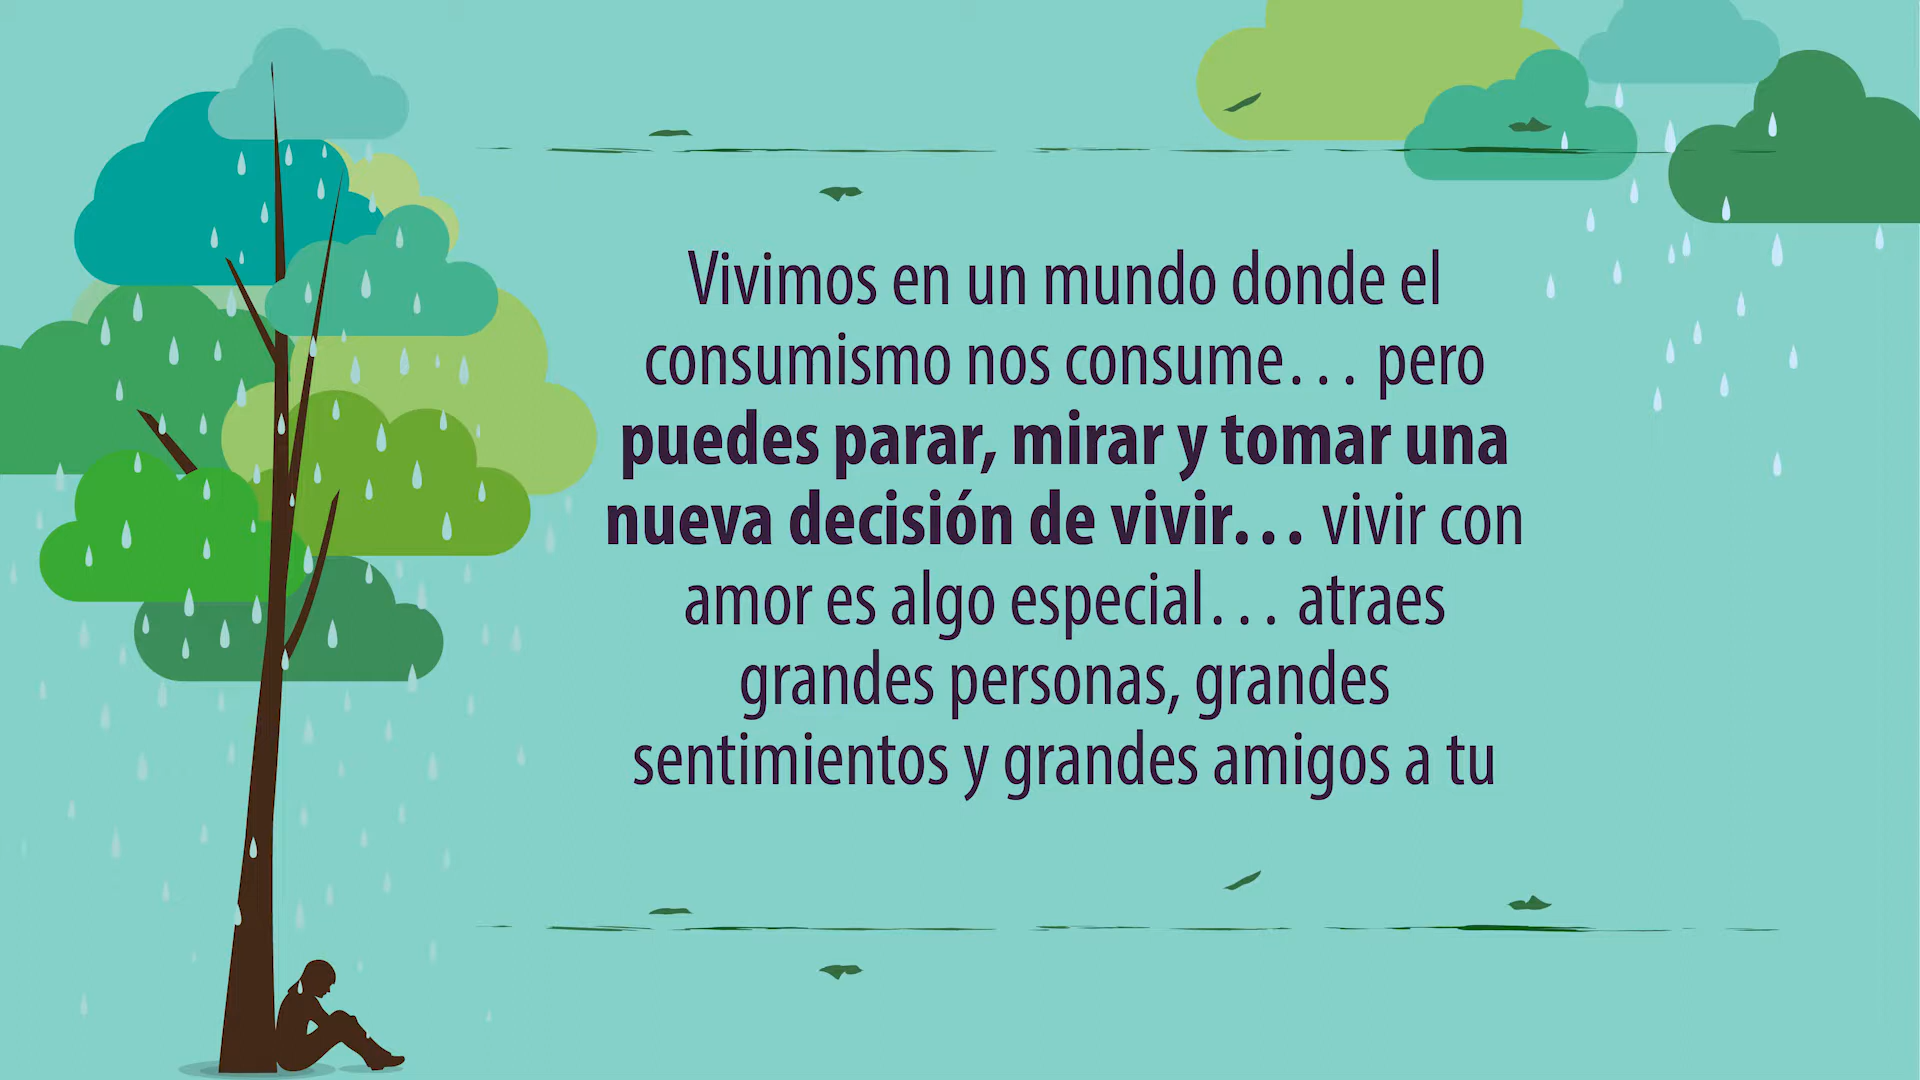 Vivimos en un mundo donde el
consumismo nos consume… pero
puedes parar, mirar y tomar una
nueva decisión de vivir… vivir con
amor es algo especial… atraes
grandes personas, grandes
sentimientos y grandes amigos a tu